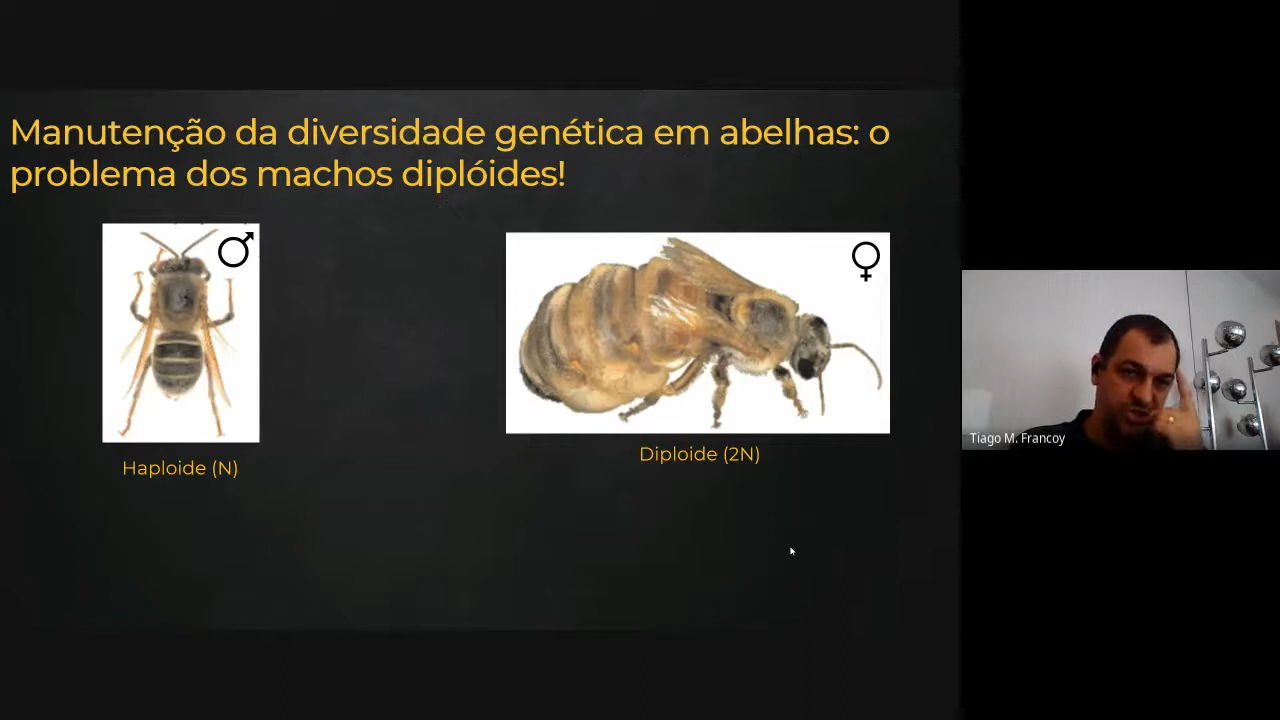 Manutenção da diversidade genética em abelhas: o
problema dos machos diplóides!
Haploide (N)
Diploide (2N)
Tiago M. Francoy